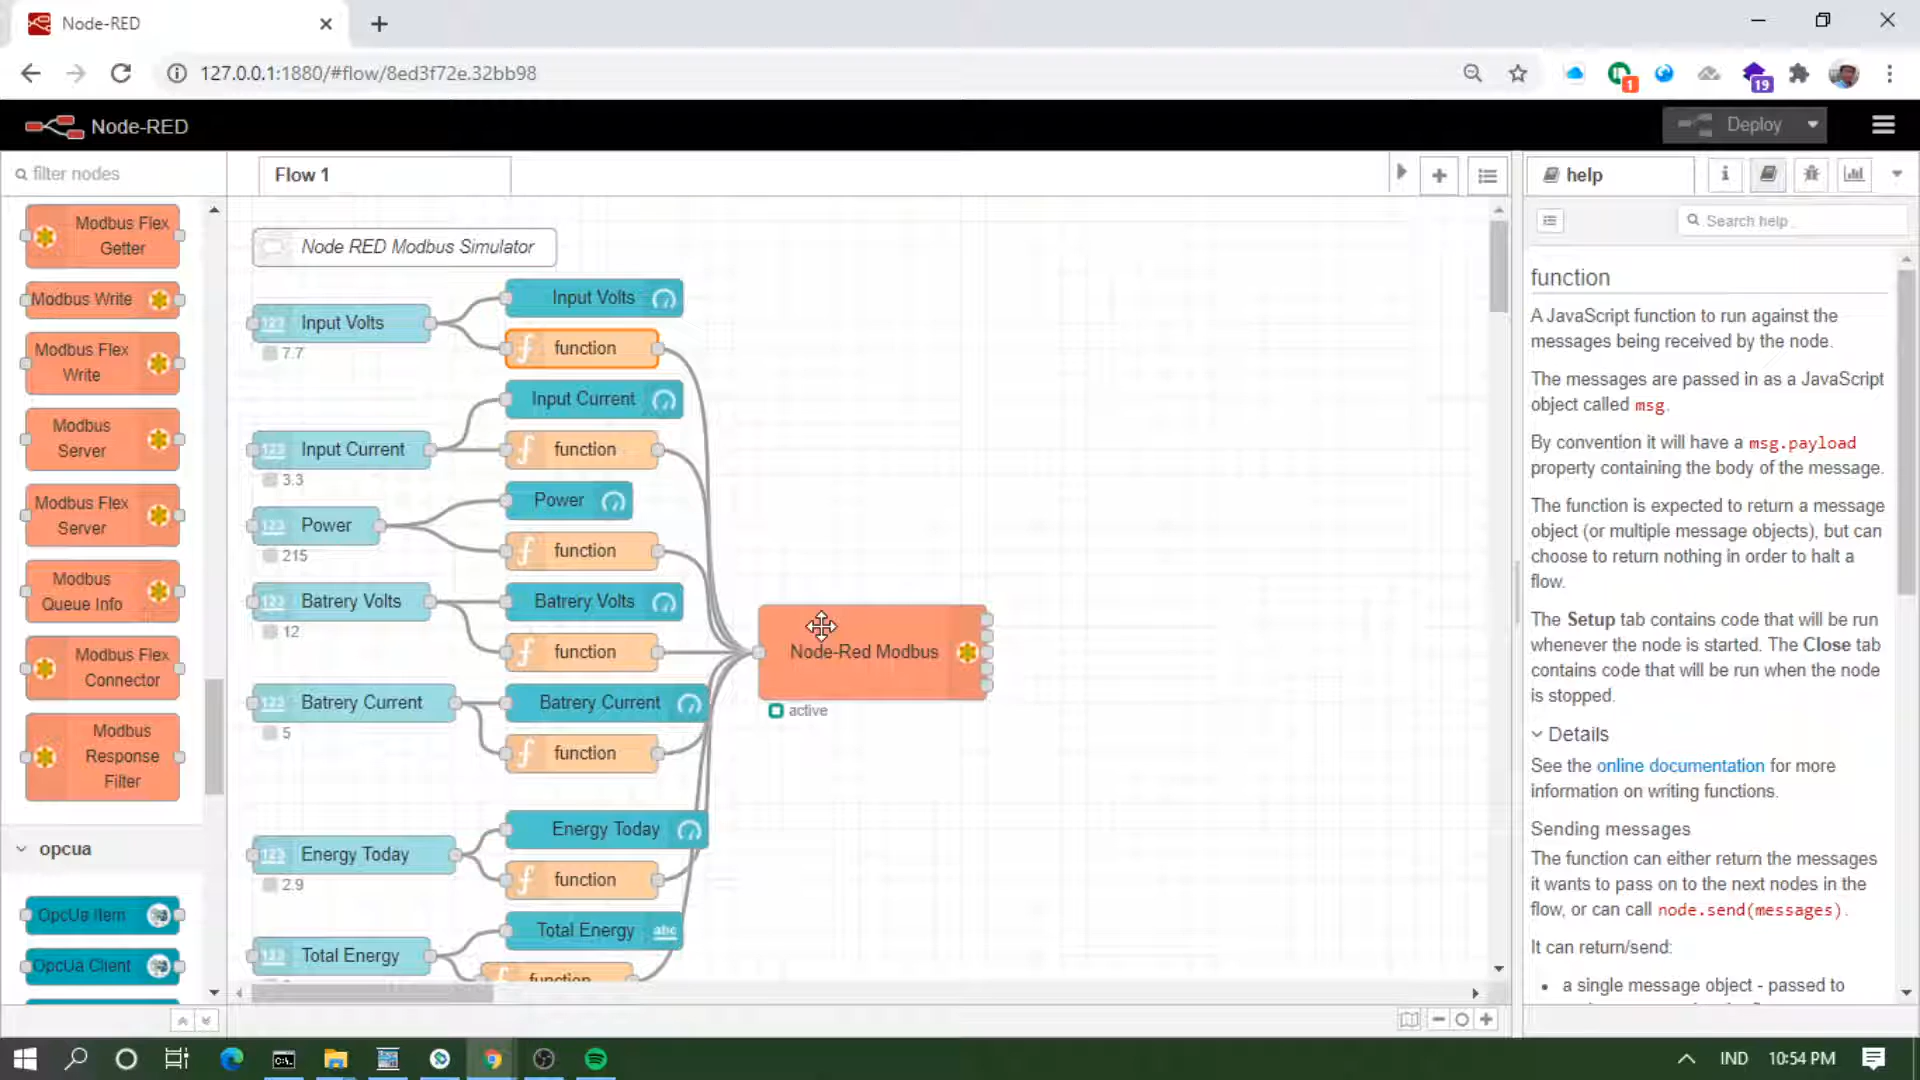 Node-RED
127.0.0.1:1880/#flow/8ed3f72e.32bb98
1
19
Node-RED
Deploy
filter nodes
Modbus Flex
Getter
Modbus Write
Modbus Flex
Write
Modbus
Server
Modbus Flex
Server
Modbus
Queue Info
Modbus Flex
Connector
Modbus
Response
Filter
opcua
OpcUa Item
OpcUa Client
Flow 1
Node RED Modbus Simulator
123
Input Volts
7.7
Input Volts
function
123
Input Current
3.3
Input Current
function
123
Power
215
Power
function
123
Batrery Volts
12
Batrery Volts
function
123
Batrery Current
5
Batrery Current
function
123
Energy Today
2.9
Energy Today
function
123
Total Energy
Total Energy
abc
function
Node-Red Modbus
active
help
Search help
function
A JavaScript function to run against the
messages being received by the node.
The messages are passed in as a JavaScript
object called msg.
By convention it will have a msg.payload
property containing the body of the message.
The function is expected to return a message
object (or multiple message objects), but can
choose to return nothing in order to halt a
flow.
The Setup tab contains code that will be run
whenever the node is started. The Close tab
contains code that will be run when the node
is stopped.
Details
See the online documentation for more
information on writing functions.
Sending messages
The function can either return the messages
it wants to pass on to the next nodes in the
flow, or can call node.send(messages).
It can return/send:
• a single message object - passed to
IND
10:54 PM